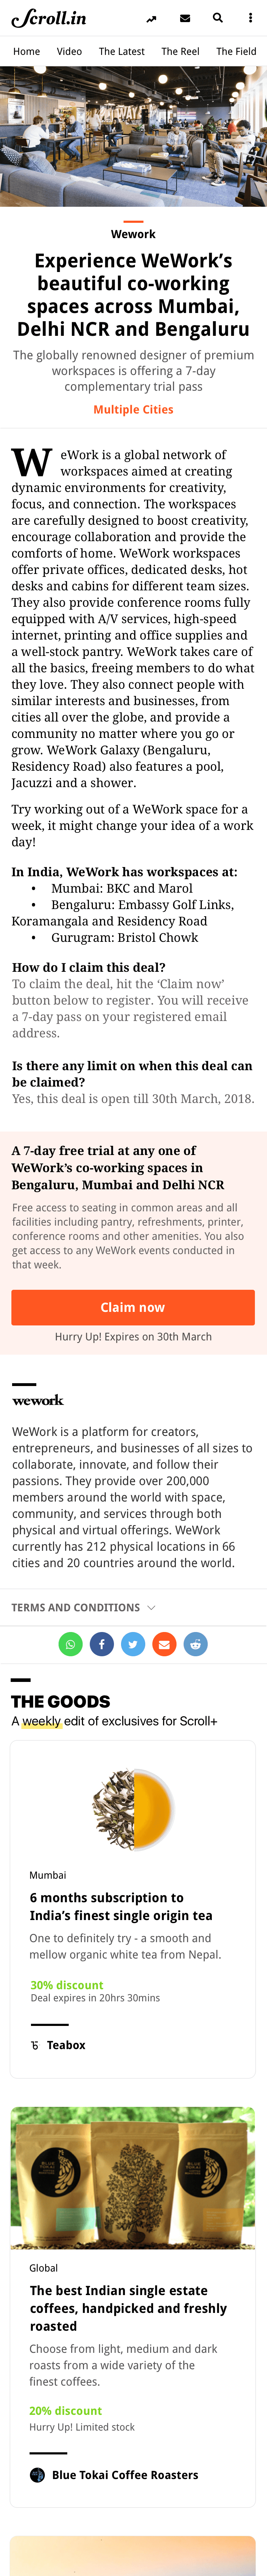 Scroll.in
Home Video The Latest The Reel The Field
Wework
Experience WeWork's
beautiful co-working
spaces across Mumbai,
Delhi NCR and Bengaluru
The globally renowned designer of premium
workspaces is offering a 7-day
complementary trial pass
Multiple Cities
WeWork is a global network of
workspaces aimed at creating
dynamic environments for creativity,
focus, and connection. The workspaces
are carefully designed to boost creativity,
encourage collaboration and provide the
comforts of home. WeWork workspaces
offer private offices, dedicated desks, hot
desks and cabins for different team sizes.
They also provide conference rooms fully
equipped with A/V services, high-speed
internet, printing and office supplies and
a well-stock pantry. WeWork takes care of
all the basics, freeing members to do what
they love. They also connect people with
similar interests and businesses, from
cities all over the globe, and provide a
community no matter where you go or
grow. WeWork Galaxy (Bengaluru,
Residency Road) also features a pool,
Jacuzzi and a shower.
Try working out of a WeWork space for a
week, it might change your idea of a work
day!
In India, WeWork has workspaces at:
• Mumbai: BKC and Marol
• Bengaluru: Embassy Golf Links,
Koramangala and Residency Road
• Gurugram: Bristol Chowk
How do I claim this deal?
To claim the deal, hit the ‘Claim now’
button below to register. You will receive
a 7-day pass on your registered email
address.
Is there any limit on when this deal can
be claimed?
Yes, this deal is open till 30th March, 2018.
A 7-day free trial at any one of
WeWork's co-working spaces in
Bengaluru, Mumbai and Delhi NCR
Free access to seating in common areas and all
facilities including pantry, refreshments, printer,
conference rooms and other amenities. You also
get access to any WeWork events conducted in
that week.
Claim now
Hurry Up! Expires on 30th March
wework
WeWork is a platform for creators,
entrepreneurs, and businesses of all sizes to
collaborate, innovate, and follow their
passions. They provide over 200,000
members around the world with space,
community, and services through both
physical and virtual offerings. WeWork
currently has 212 physical locations in 66
cities and 20 countries around the world.
TERMS AND CONDITIONS
THE GOODS
A weekly edit of exclusives for Scroll+
Mumbai
6 months subscription to
India's finest single origin tea
One to definitely try - a smooth and
mellow organic white tea from Nepal.
30% discount
Deal expires in 20hrs 30mins
Teabox
Global
The best Indian single estate
coffees, handpicked and freshly
roasted
Choose from light, medium and dark
roasts from a wide variety of the
finest coffees.
20% discount
Hurry Up! Limited stock
Blue Tokai Coffee Roasters